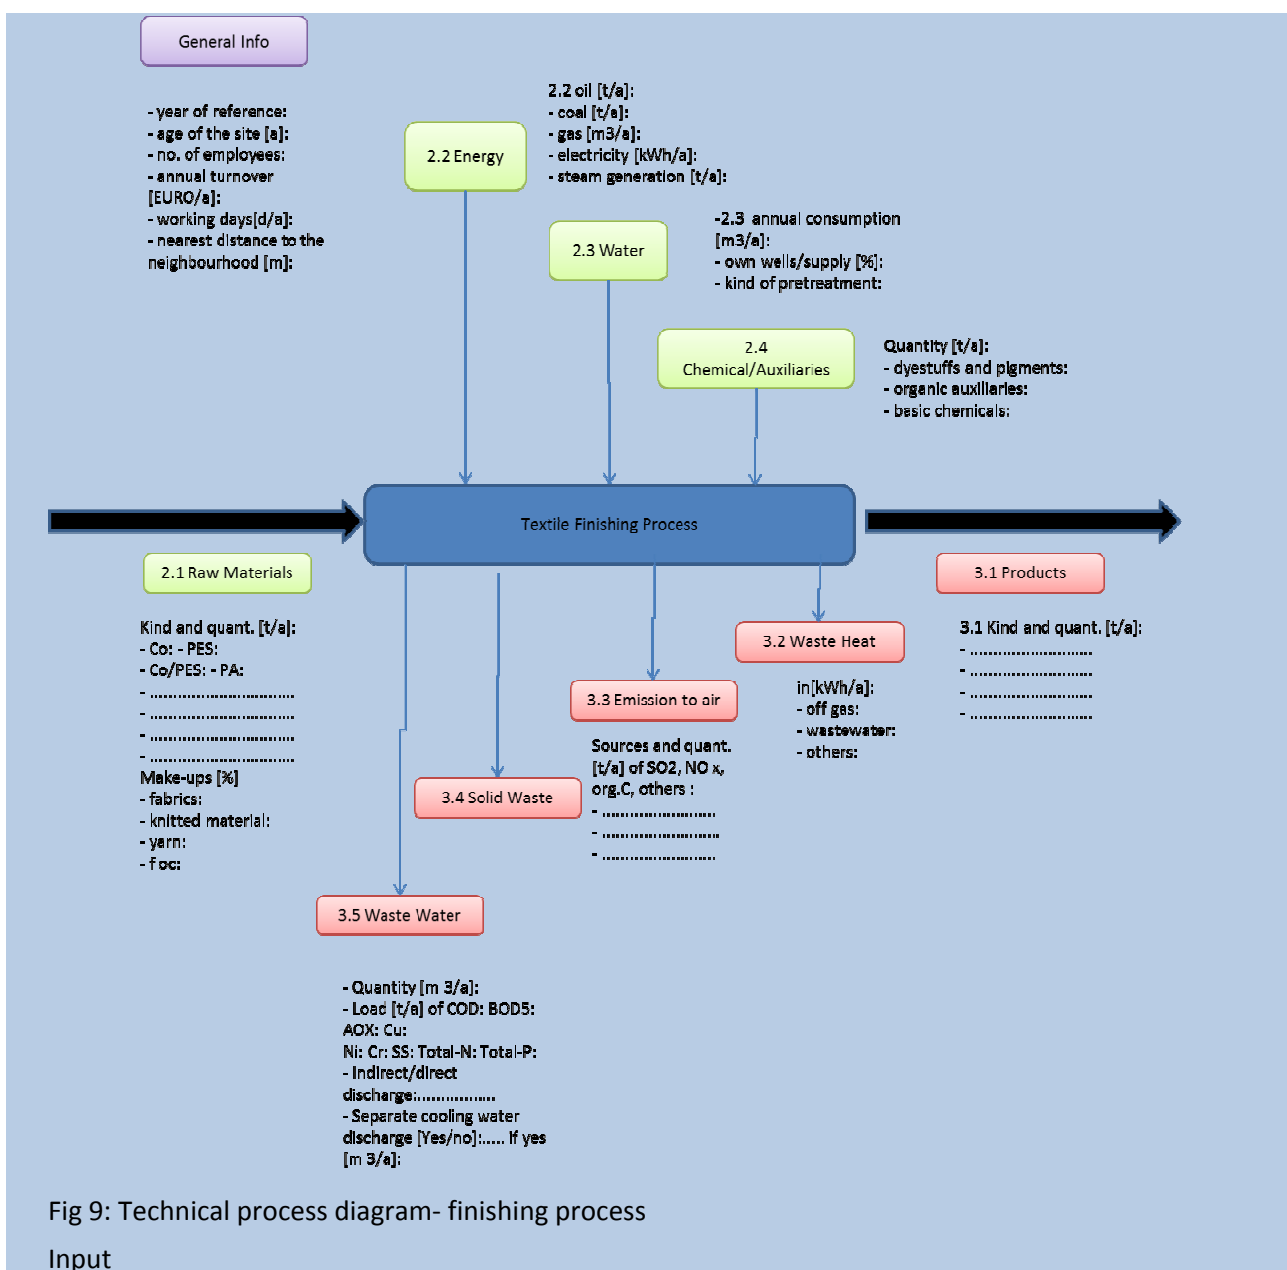 General Info
- year of reference:
- age of the site [a]:
- no. of employees:
- annual turnover
[EURO/a]:
- working days[d/a]:
- nearest distance to the
neighbourhood [m]:
2.2 Energy
2.2 oil [t/a]:
- coal [t/a]:
- gas [m3/a]:
- electricity [kWh/a]:
- steam generation [t/a]:
2.3 Water
-2.3 annual consumption
[m3/a]:
- own wells/supply [%]:
- kind of pretreatment:
2.4
Chemical/Auxiliaries
Quantity [t/a]:
- dyestuffs and pigments:
- organic auxiliaries:
- basic chemicals:
Textile Finishing Process
2.1 Raw Materials
Kind and quant. [t/a]:
- Co: - PES:
- Co/PES: - PA:
- ...............................
- ...............................
- ...............................
- ...............................
Make-ups [%]
- fabrics:
- knitted material:
- yarn:
- f oc:
3.1 Products
3.1 Kind and quant. [t/a]:
- ..........................
- ..........................
- ..........................
- ..........................
3.2 Waste Heat
in[kWh/a]:
- off gas:
- wastewater:
- others:
3.3 Emission to air
Sources and quant.
[t/a] of SO2, NO x,
org.C, others :
- ........................
- .........................
- ........................
3.4 Solid Waste
3.5 Waste Water
- Quantity [m 3/a]:
- Load [t/a] of COD: BOD5:
AOX: Cu:
Ni: Cr: SS: Total-N: Total-P:
- Indirect/direct
discharge:.................
- Separate cooling water
discharge [Yes/no]:..... If yes
[m 3/a]:
Fig 9: Technical process diagram- finishing process
Input